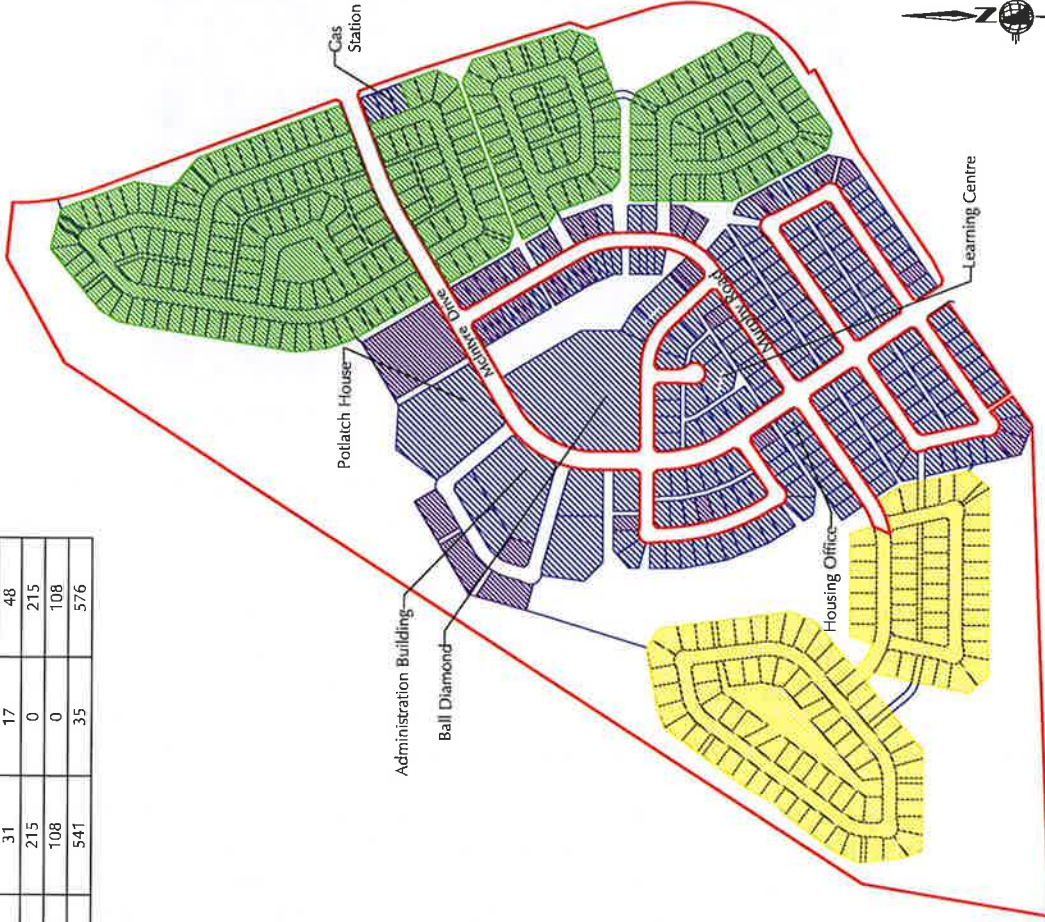 31 17 48
215 0 215
108 0 108
541 35 576
Gas
Station
McIntyre Drive
Potlatch House
Murphy Road
Learning Centre
Administration Building
Ball Diamond
Housing Office
N